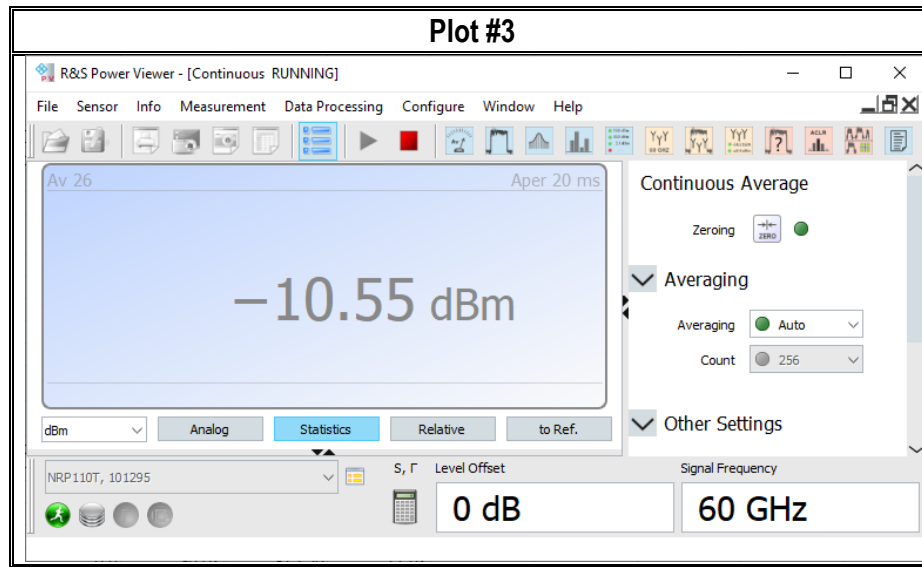 Plot #3
R&S Power Viewer - [Continuous RUNNING]
File Sensor Info Measurement Data Processing Configure Window Help
Av 26 Aper 20 ms
−10.55 dBm
Continuous Average
Zeroing ZERO
Averaging
Averaging Auto
Count 256
Other Settings
dBm Analog Statistics Relative to Ref.
NRP110T, 101295
S, Γ Level Offset Signal Frequency
0 dB 60 GHz